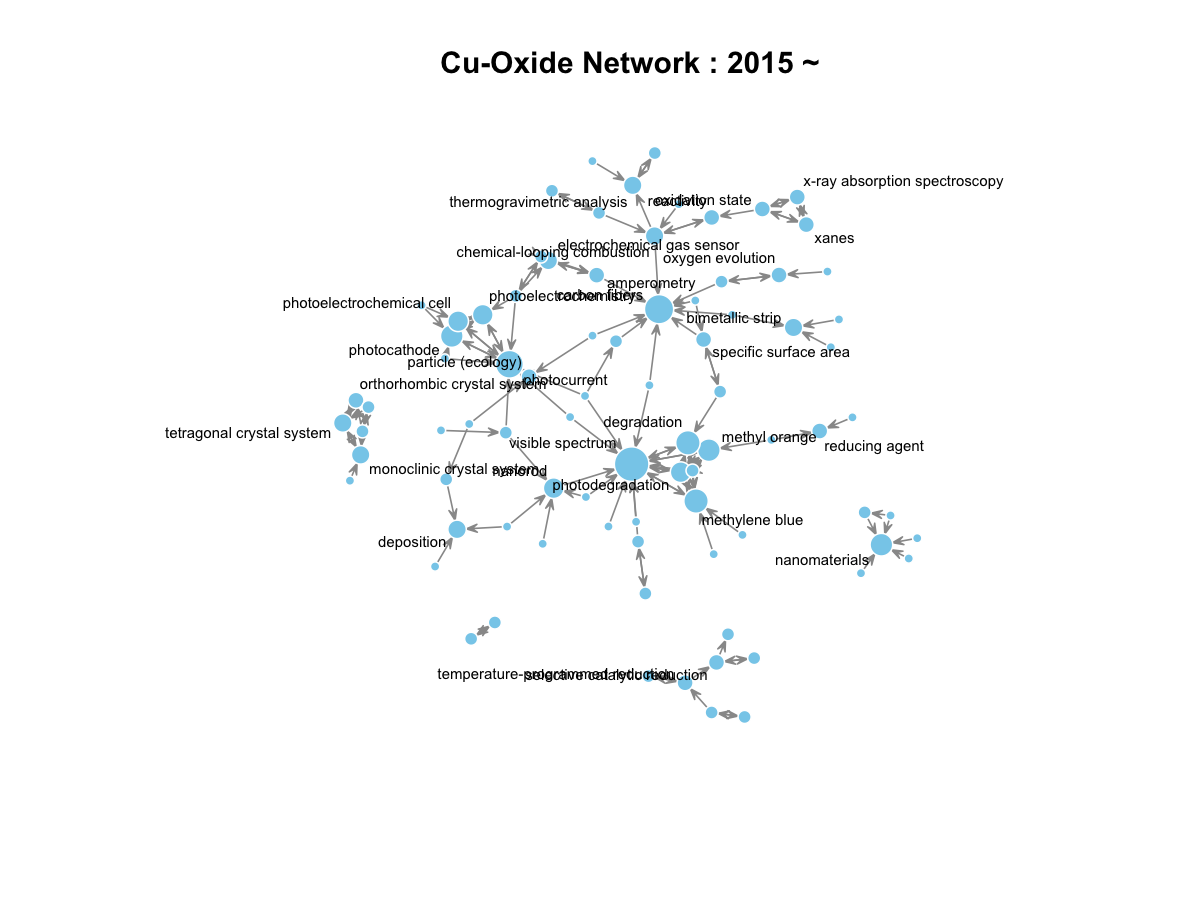 Cu-Oxide Network : 2015 ~
x-ray absorption spectroscopy
thermogravimetric analysis
reactivity
oxidation state
xanes
electrochemical gas sensor
chemical-looping combustion
oxygen evolution
amperometry
photoelectrochemistry
carbon fibers
photoelectrochemical cell
bimetallic strip
photocathode
specific surface area
particle (ecology)
orthorhombic crystal system
photocurrent
degradation
tetragonal crystal system
methyl orange
visible spectrum
reducing agent
monoclinic crystal system
nanorod
photodegradation
methylene blue
deposition
nanomaterials
temperature-programmed reduction
selective catalytic reduction